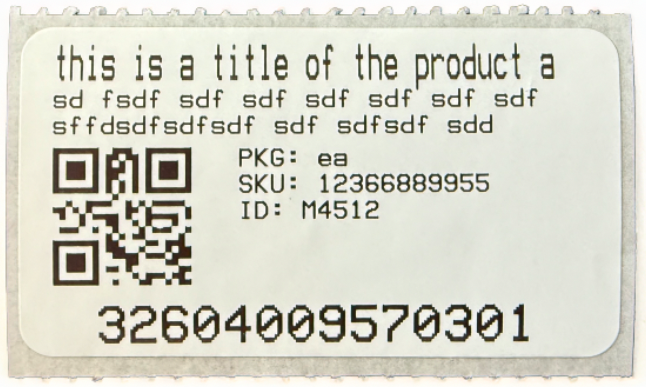 this is a title of the product a
sd fsdf sdf sdf sdf sdf sdf sdf
sffdsdfsdfsdf sdf sdfsdf sdd
PKG: ea
SKU: 12366889955
ID: M4512
32604009570301